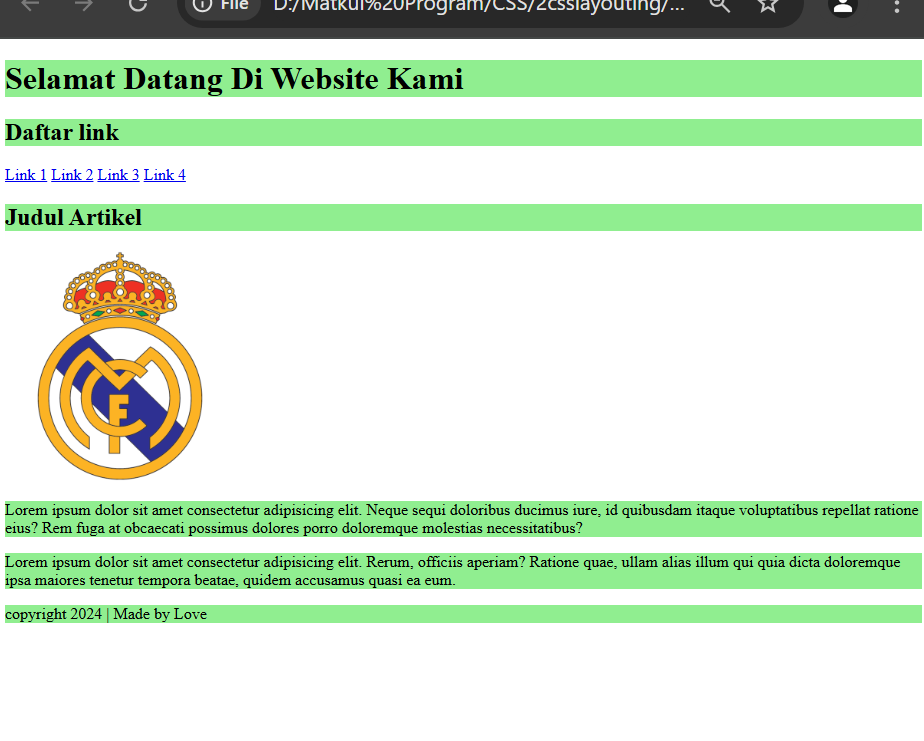 File D:/Matkul%20Program/CSS/2csslayouting/...
Selamat Datang Di Website Kami
Daftar link
Link 1 Link 2 Link 3 Link 4
Judul Artikel
Lorem ipsum dolor sit amet consectetur adipisicing elit. Neque sequi doloribus ducimus iure, id quibusdam itaque voluptatibus repellat ratione
eius? Rem fuga at obcaecati possimus dolores porro doloremque molestias necessitatibus?
Lorem ipsum dolor sit amet consectetur adipisicing elit. Rerum, officiis aperiam? Ratione quae, ullam alias illum qui quia dicta doloremque
ipsa maiores tenetur tempora beatae, quidem accusamus quasi ea eum.
copyright 2024 | Made by Love